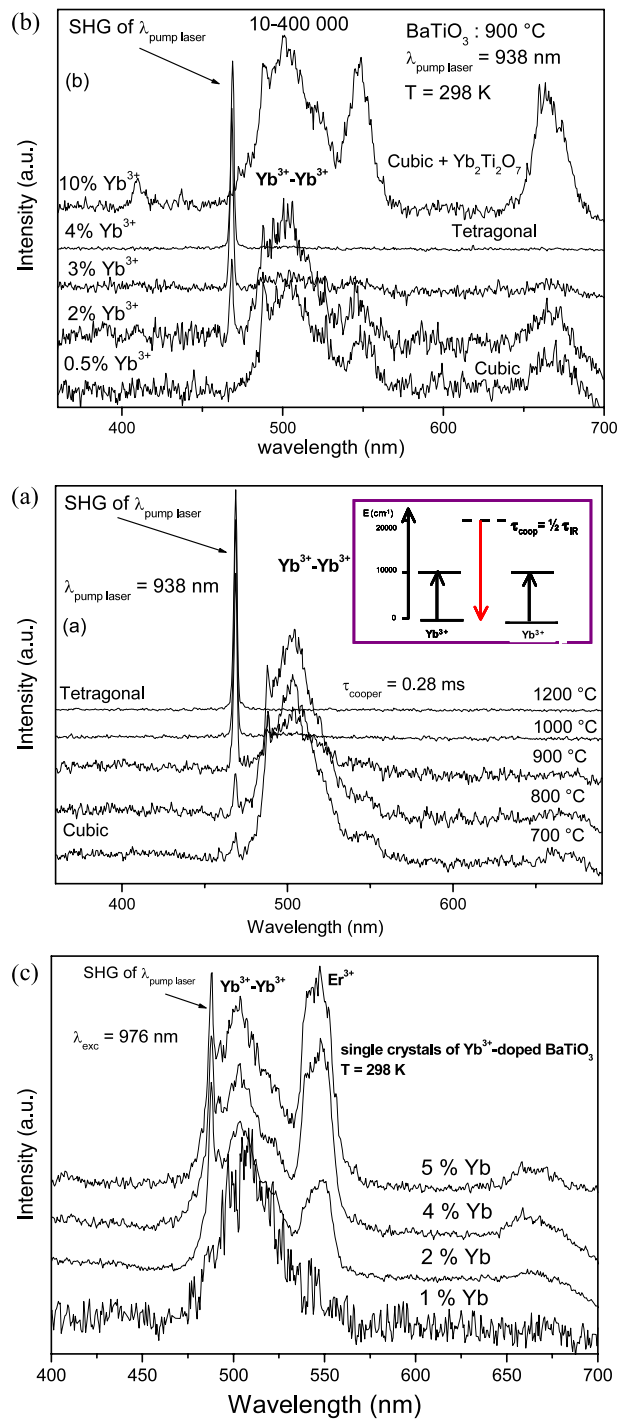 (b)
SHG of λpump laser
10-400 000
BaTiO3 : 900 °C
λpump laser = 938 nm
T = 298 K
(b)
Yb3+-Yb3+
Cubic + Yb2Ti2O7
10% Yb3+
4% Yb3+
Tetragonal
3% Yb3+
2% Yb3+
0.5% Yb3+
Cubic
Intensity (a.u.)
400 500 600 700
wavelength (nm)
(a)
SHG of λpump laser
λpump laser = 938 nm
Yb3+-Yb3+
(a)
E (cm-1)
20000
10000
0
τcoop= ½ τIR
Yb3+
Yb3+
τcooper = 0.28 ms
Tetragonal
1200 °C
1000 °C
900 °C
800 °C
700 °C
Cubic
Intensity (a.u.)
400 500 600
Wavelength (nm)
(c)
SHG of λpump laser
Yb3+-Yb3+
Er3+
λexc = 976 nm
single crystals of Yb3+-doped BaTiO3
T = 298 K
5 % Yb
4 % Yb
2 % Yb
1 % Yb
Intensity (a.u.)
400 450 500 550 600 650 700
Wavelength (nm)